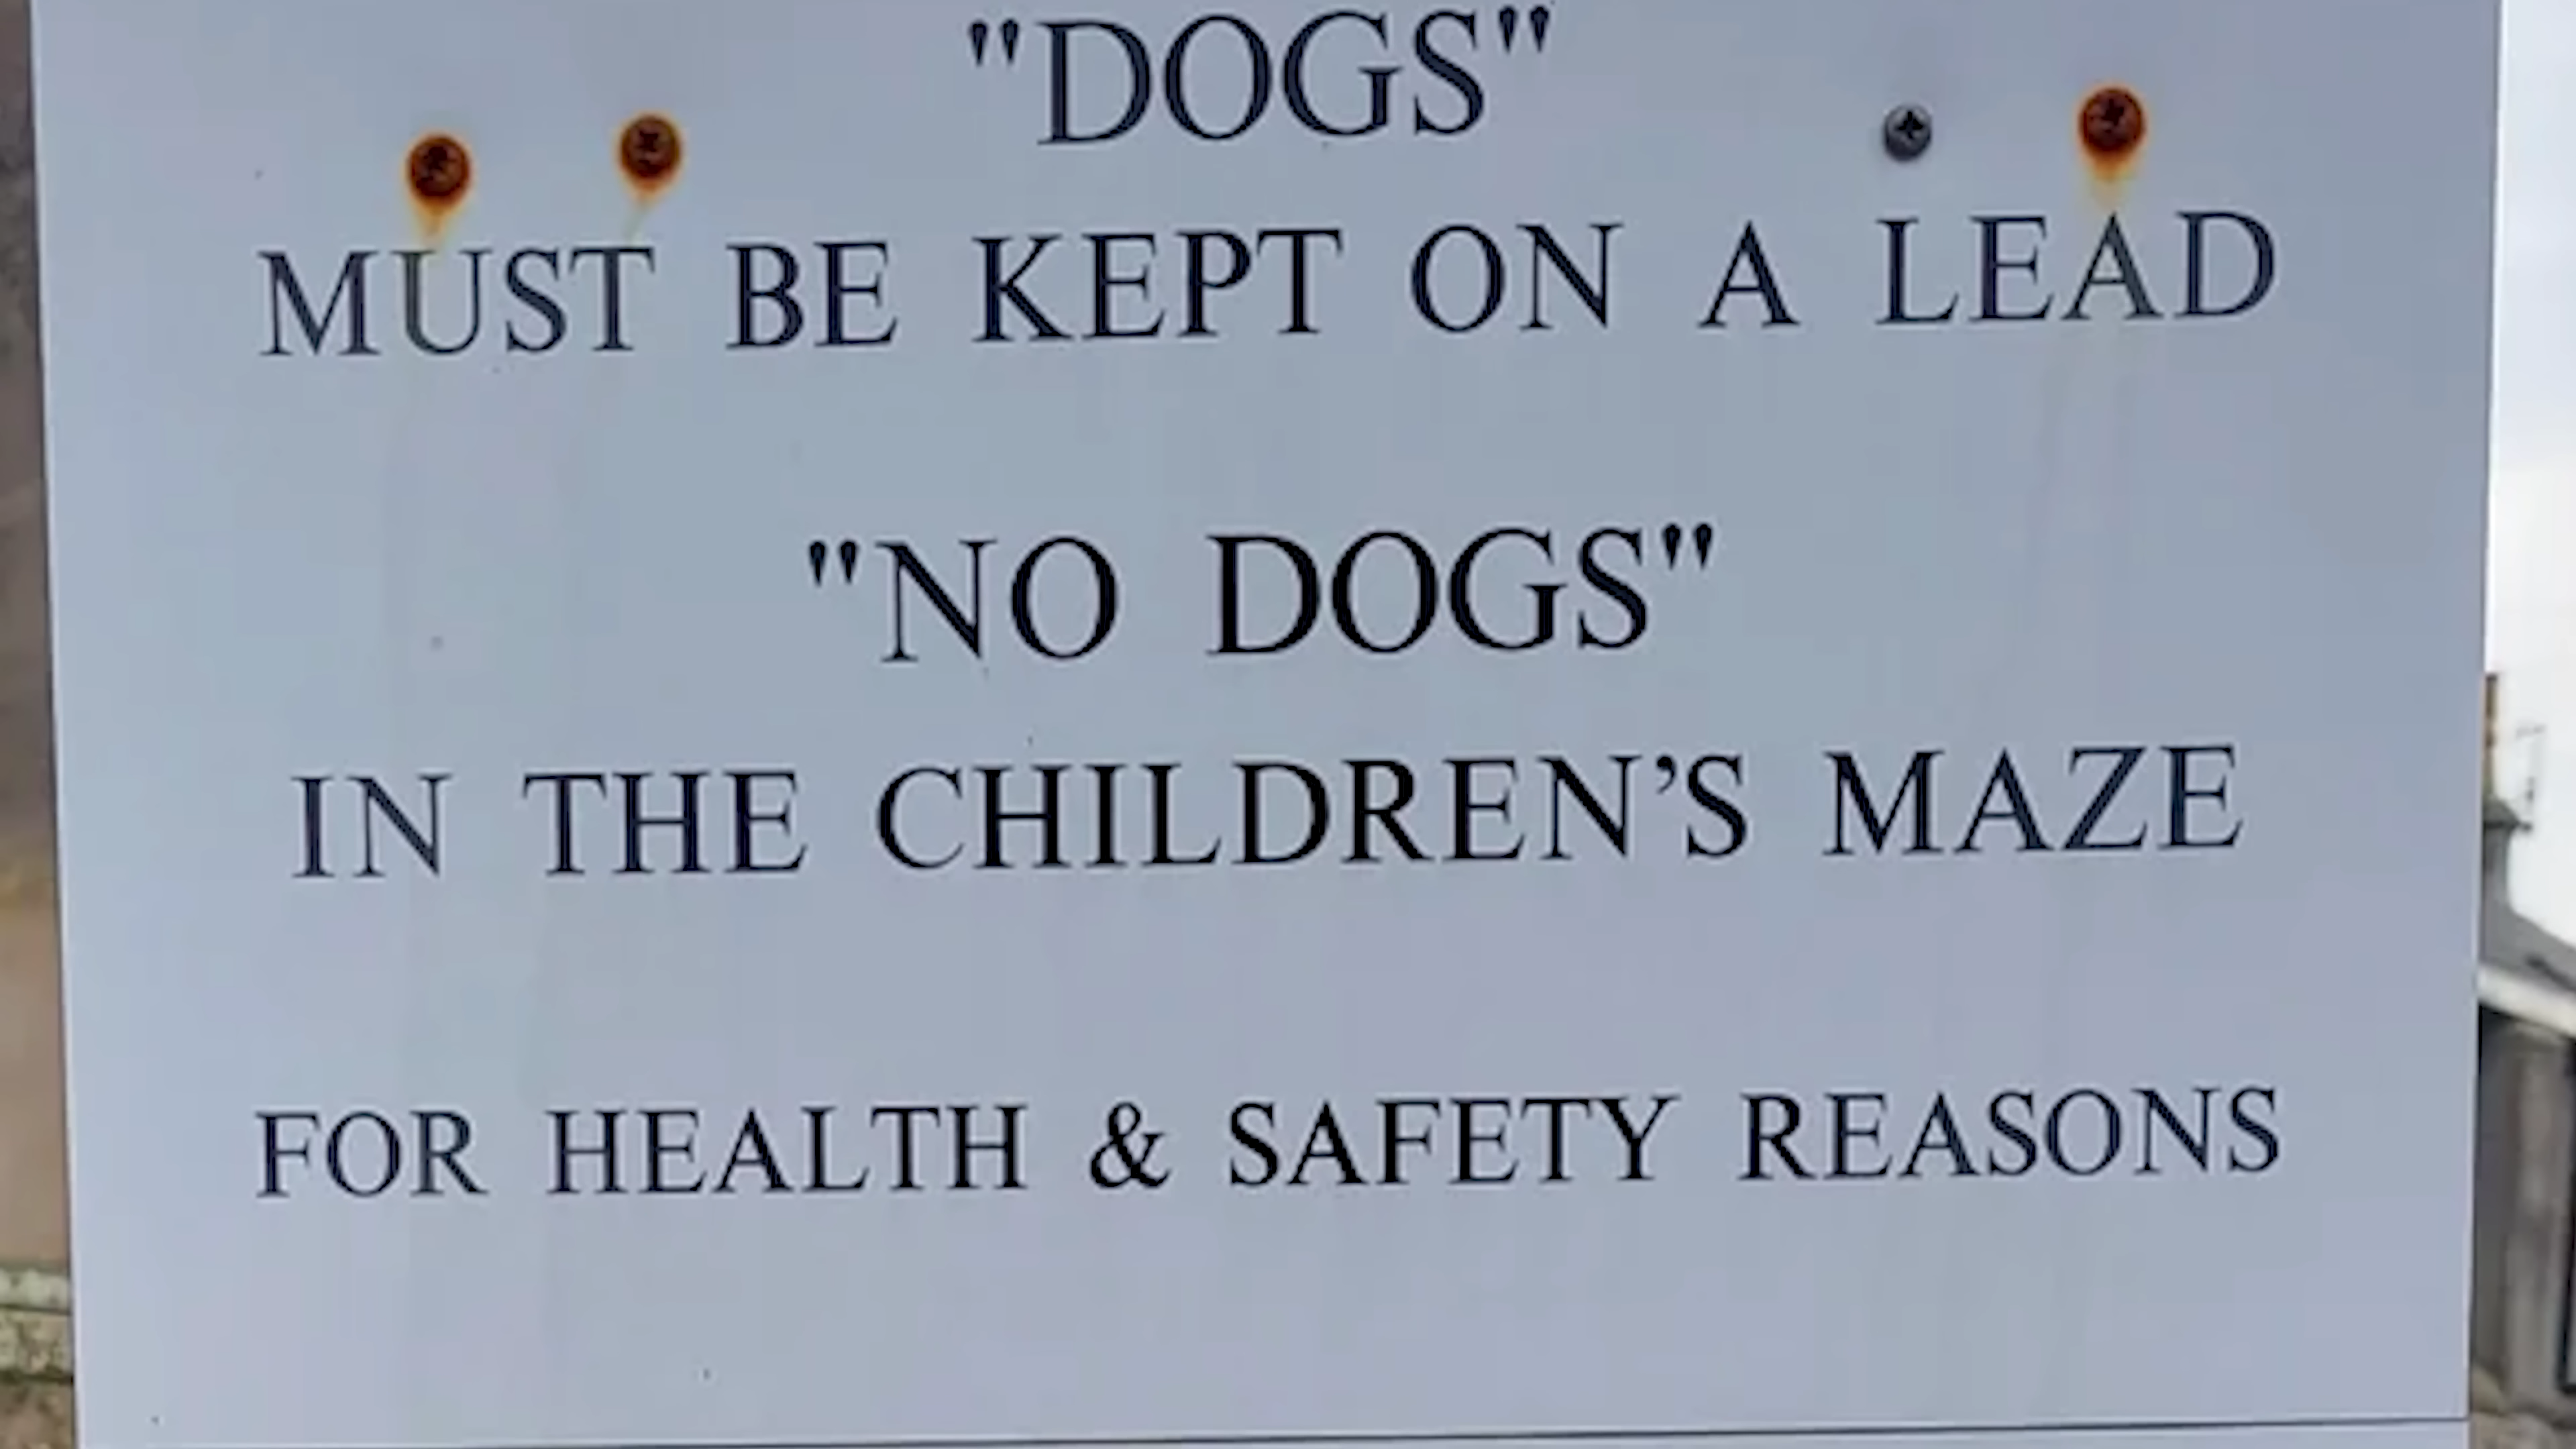 "DOGS"
MUST BE KEPT ON A LEAD
"NO DOGS"
IN THE CHILDREN’S MAZE
FOR HEALTH & SAFETY REASONS